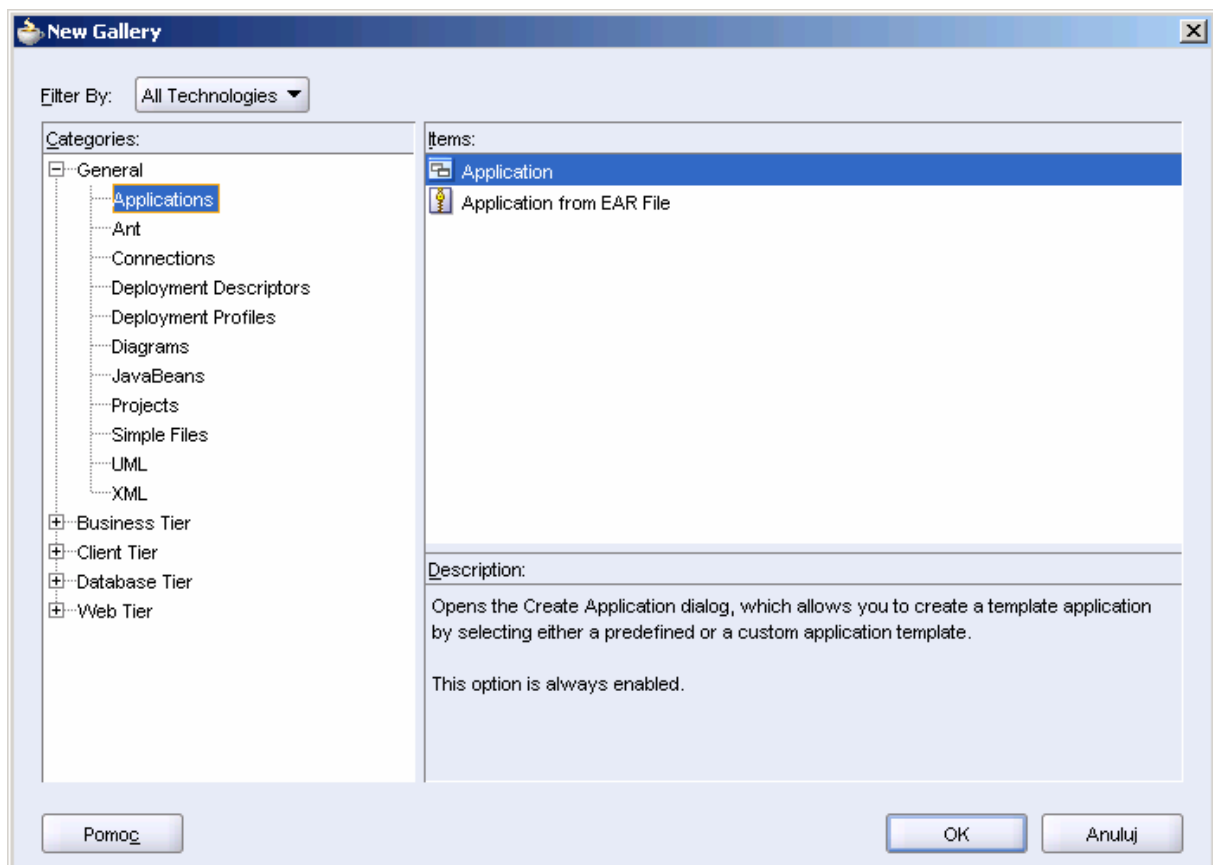 New Gallery
Filter By: All Technologies
Categories:
General
Applications
Ant
Connections
Deployment Descriptors
Deployment Profiles
Diagrams
JavaBeans
Projects
Simple Files
UML
XML
Business Tier
Client Tier
Database Tier
Web Tier
Items:
Application
Application from EAR File
Description:
Opens the Create Application dialog, which allows you to create a template application
by selecting either a predefined or a custom application template.
This option is always enabled.
Pomoc OK Anuluj